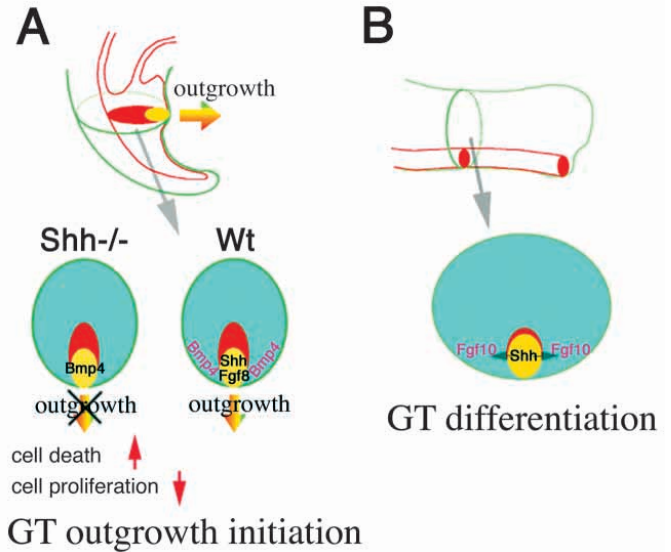 A
outgrowth
Shh-/- Wt
Bmp4
Bmp4 Shh Bmp4
Fgf8
outgrowth outgrowth
cell death
cell proliferation
GT outgrowth initiation
B
Fgf10 Shh Fgf10
GT differentiation